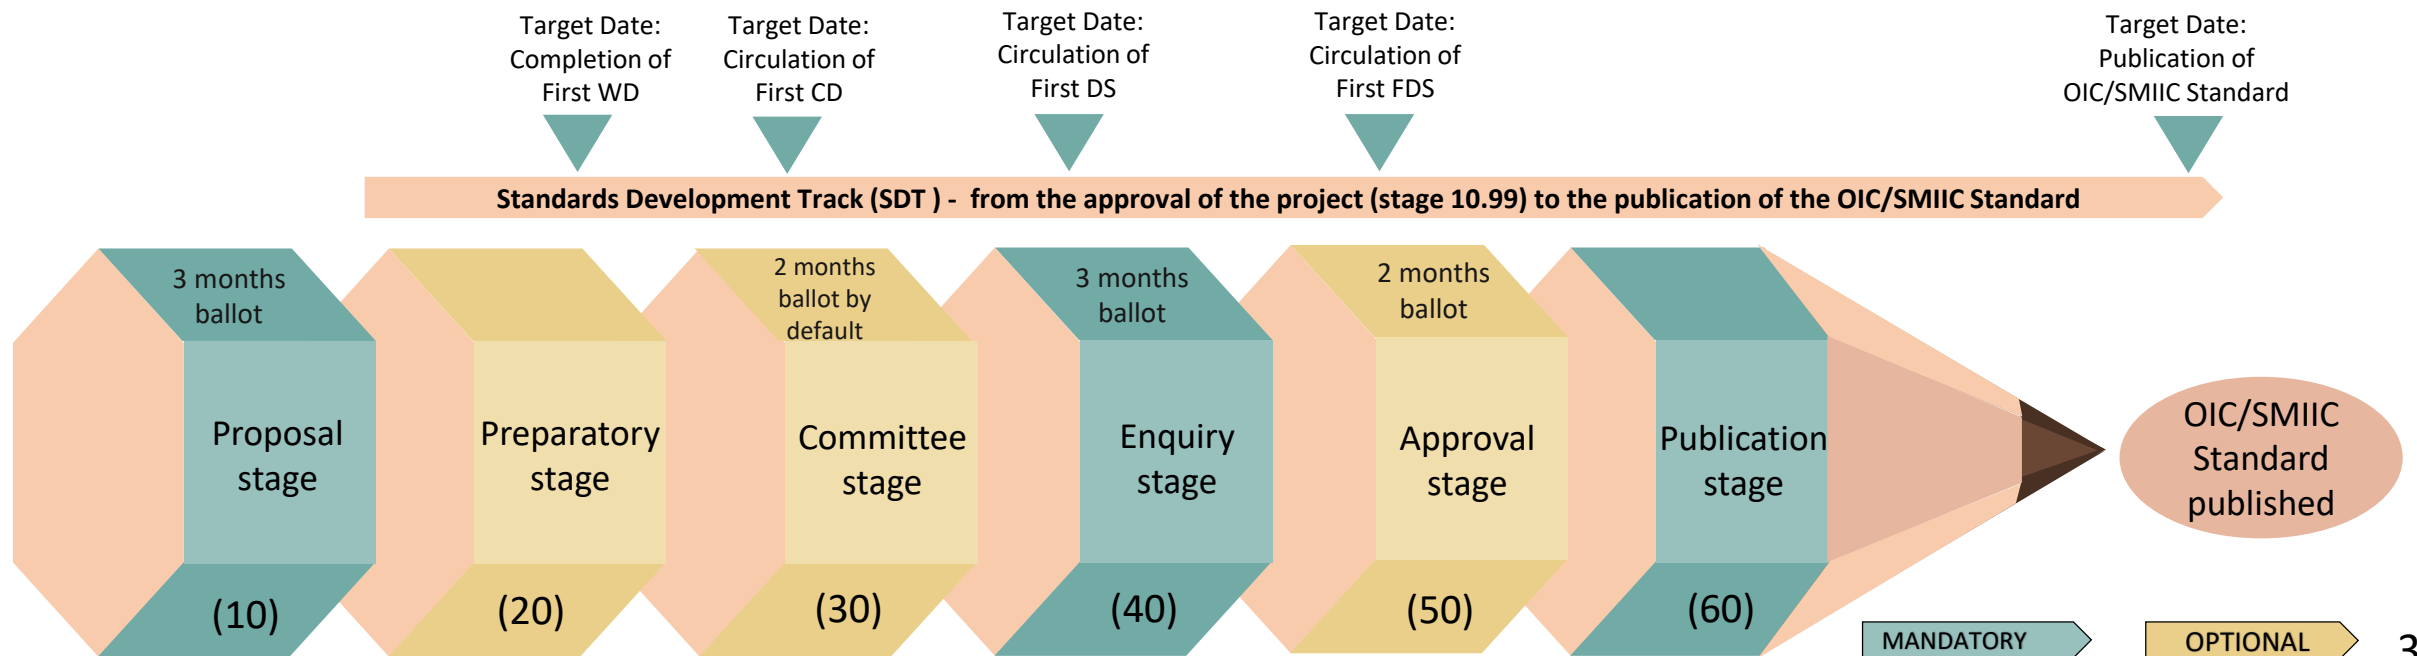 Target Date:
Completion of
First WD
Target Date:
Circulation of
First CD
Target Date:
Circulation of
First DS
Target Date:
Circulation of
First FDS
Target Date:
Publication of
OIC/SMIIC Standard
Standards Development Track (SDT ) -  from the approval of the project (stage 10.99) to the publication of the OIC/SMIIC Standard
3 months
ballot
Proposal
stage
(10)
Preparatory
stage
(20)
2 months
ballot by
default
Committee
stage
(30)
3 months
ballot
Enquiry
stage
(40)
2 months
ballot
Approval
stage
(50)
Publication
stage
(60)
OIC/SMIIC
Standard
published
MANDATORY
OPTIONAL
3